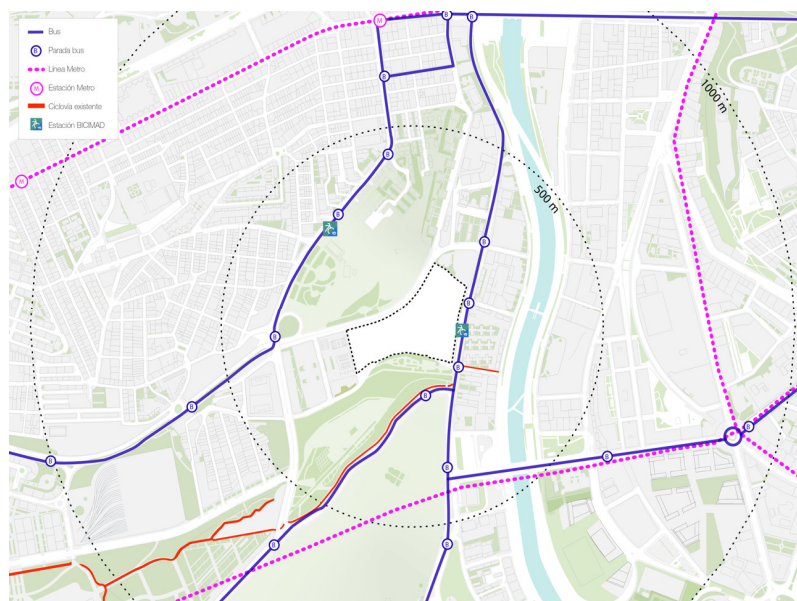 Bus
B
Parada bus
Línea Metro
M
Estación Metro
Ciclovía existente
Estación BICIMAD
M
B
B
B
1000 m
B
M
500 m
B
B
B
B
B
B
B
B
B
B
B
B
B
B